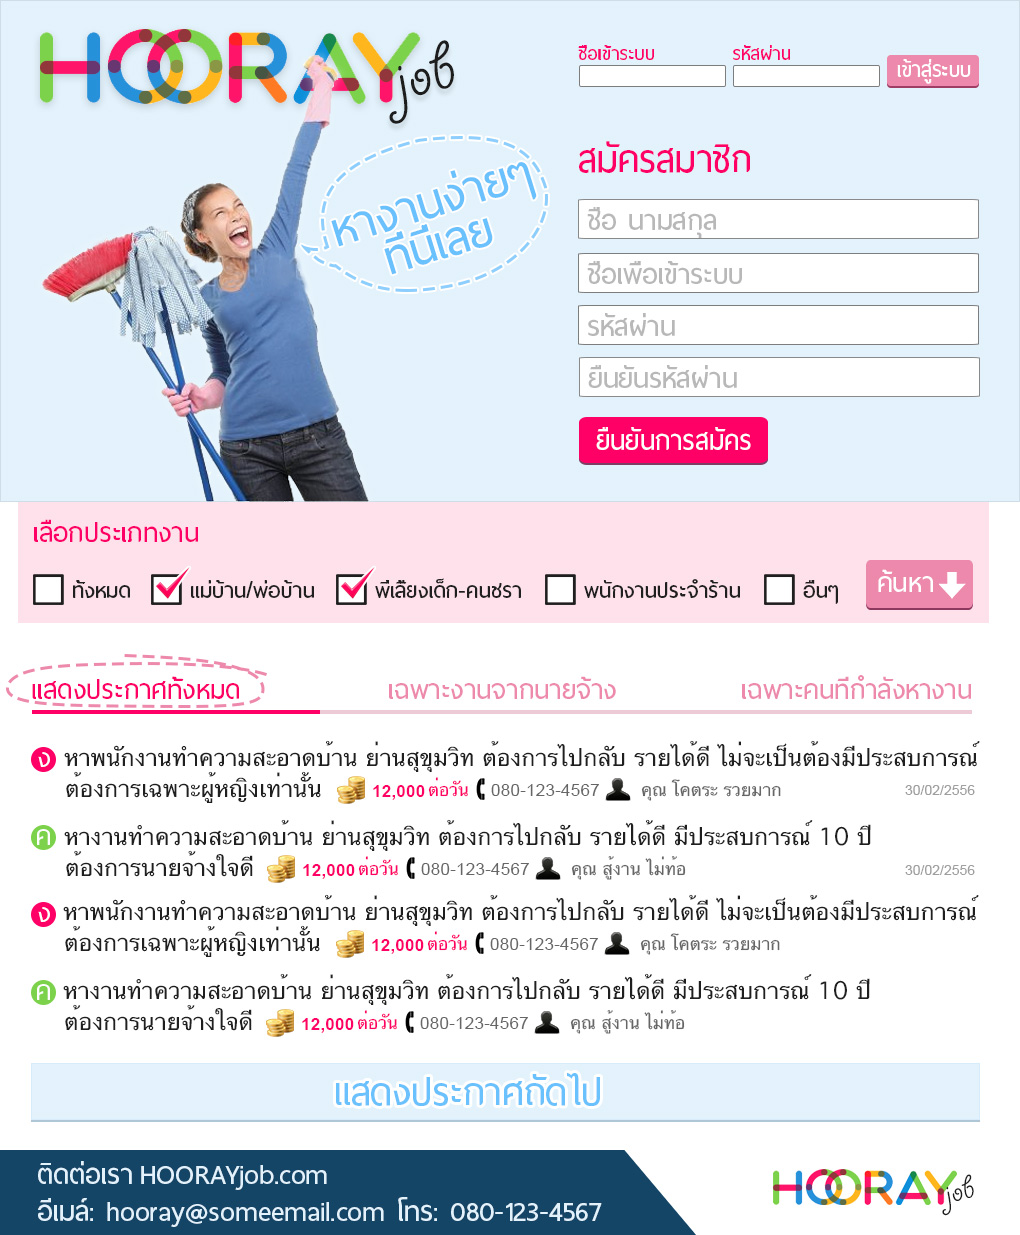 HOORAYjob
ชื่อเข้าระบบ
รหัสผ่าน
เข้าสู่ระบบ
หางานง่ายๆ
ที่นี่เลย
สมัครสมาชิก
ชื่อ นามสกุล
ชื่อเพื่อเข้าระบบ
รหัสผ่าน
ยืนยันรหัสผ่าน
ยืนยันการสมัคร
เลือกประเภทงาน
ทั้งหมด
แม่บ้าน/พ่อบ้าน
พี่เลี้ยงเด็ก-คนชรา
พนักงานประจำร้าน
อื่นๆ
ค้นหา
แสดงประกาศทั้งหมด
เฉพาะงานจากนายจ้าง
เฉพาะคนที่กำลังหางาน
ง หาพนักงานทำความสะอาดบ้าน ย่านสุขุมวิท ต้องการไปกลับ รายได้ดี ไม่จะเป็นต้องมีประสบการณ์
ต้องการเฉพาะผู้หญิงเท่านั้น 12,000 ต่อวัน 080-123-4567 คุณ โคตระ รวยมาก 30/02/2556
ค หางานทำความสะอาดบ้าน ย่านสุขุมวิท ต้องการไปกลับ รายได้ดี มีประสบการณ์ 10 ปี
ต้องการนายจ้างใจดี 12,000 ต่อวัน 080-123-4567 คุณ สู้งาน ไม่ท้อ 30/02/2556
ง หาพนักงานทำความสะอาดบ้าน ย่านสุขุมวิท ต้องการไปกลับ รายได้ดี ไม่จะเป็นต้องมีประสบการณ์
ต้องการเฉพาะผู้หญิงเท่านั้น 12,000 ต่อวัน 080-123-4567 คุณ โคตระ รวยมาก
ค หางานทำความสะอาดบ้าน ย่านสุขุมวิท ต้องการไปกลับ รายได้ดี มีประสบการณ์ 10 ปี
ต้องการนายจ้างใจดี 12,000 ต่อวัน 080-123-4567 คุณ สู้งาน ไม่ท้อ
แสดงประกาศถัดไป
ติดต่อเรา HOORAYjob.com
อีเมล์: hooray@someemail.com โทร: 080-123-4567
HOORAYjob